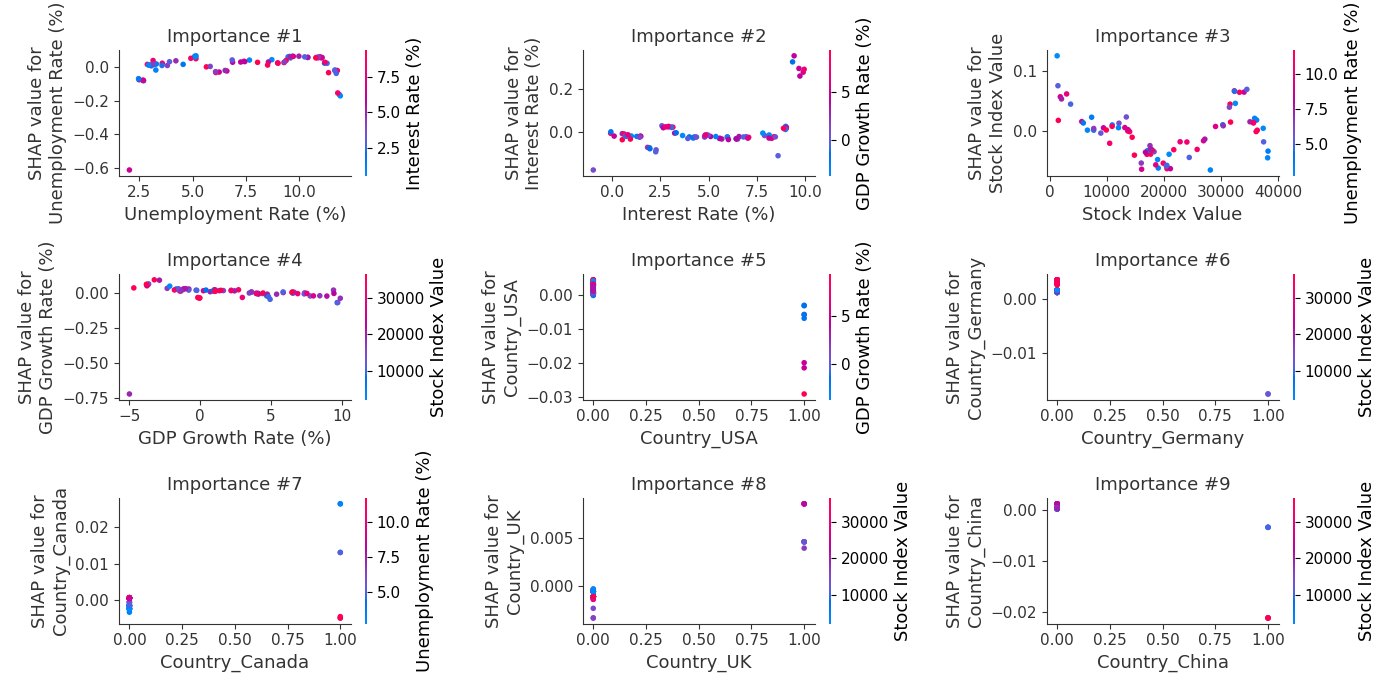 Importance #1
SHAP value for
Unemployment Rate (%)
0.0
−0.2
−0.4
−0.6
2.5
5.0
7.5
10.0
Unemployment Rate (%)
7.5
5.0
2.5
Interest Rate (%)
Importance #2
SHAP value for
Interest Rate (%)
0.2
0.0
0.0
2.5
5.0
7.5
10.0
Interest Rate (%)
5
0
GDP Growth Rate (%)
Importance #3
SHAP value for
Stock Index Value
0.1
0.0
0
10000
20000
30000
40000
Stock Index Value
10.0
7.5
5.0
Unemployment Rate (%)
Importance #4
SHAP value for
GDP Growth Rate (%)
0.00
−0.25
−0.50
−0.75
−5
0
5
10
GDP Growth Rate (%)
30000
20000
10000
Stock Index Value
Importance #5
SHAP value for
Country_USA
0.00
−0.01
−0.02
−0.03
0.00
0.25
0.50
0.75
1.00
Country_USA
5
0
GDP Growth Rate (%)
Importance #6
SHAP value for
Country_Germany
0.00
−0.01
0.00
0.25
0.50
0.75
1.00
Country_Germany
30000
20000
10000
Stock Index Value
Importance #7
SHAP value for
Country_Canada
0.02
0.01
0.00
0.00
0.25
0.50
0.75
1.00
Country_Canada
10.0
7.5
5.0
Unemployment Rate (%)
Importance #8
SHAP value for
Country_UK
0.005
0.000
0.00
0.25
0.50
0.75
1.00
Country_UK
30000
20000
10000
Stock Index Value
Importance #9
SHAP value for
Country_China
0.00
−0.01
−0.02
0.00
0.25
0.50
0.75
1.00
Country_China
30000
20000
10000
Stock Index Value